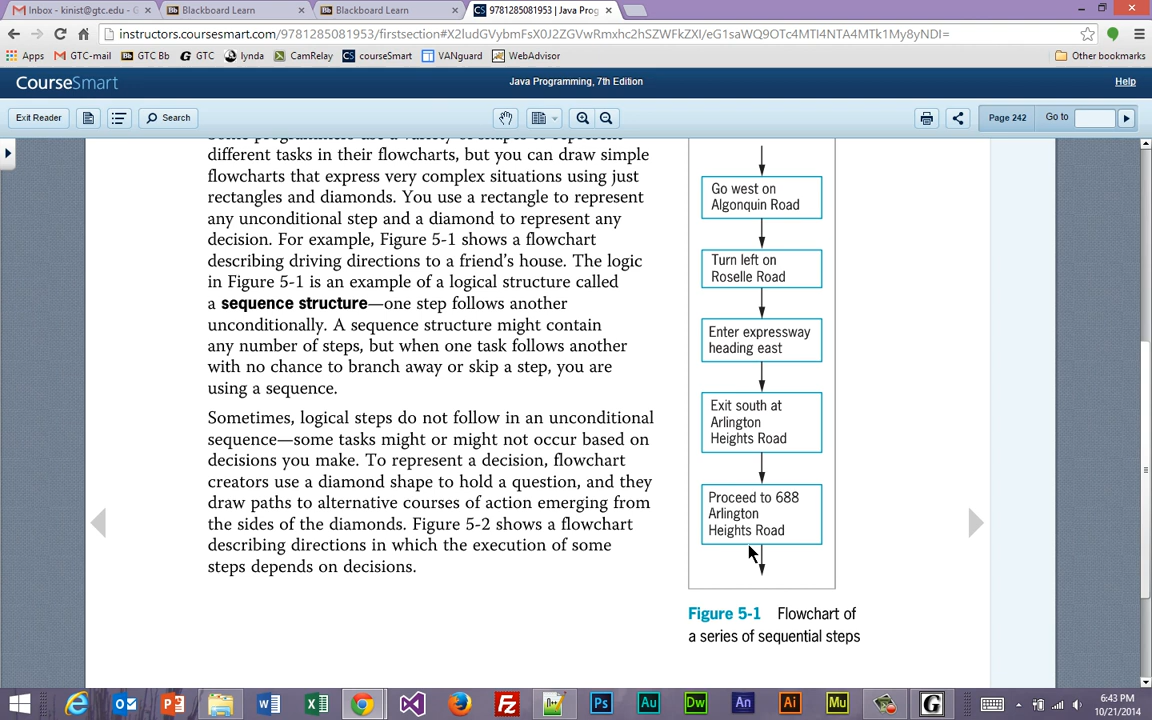 Inbox - kinist@gtc.edu - G
Blackboard Learn
Blackboard Learn
CS 9781285081953 | Java Prog
instructors.coursesmart.com/9781285081953/firstsection#X2ludGVybmFsX0J2ZGVwRmxhc2hSZWFkZXI/eG1saWQ9OTc4MTI4NTA4MTk1My8yNDI=
Apps
GTC-mail
GTC Bb
GTC
lynda
CamRelay
CS courseSmart
VANguard
WebAdvisor
Other bookmarks
CourseSmart
Java Programming, 7th Edition
Help
Exit Reader
Search
Page 242
Go to
different tasks in their flowcharts, but you can draw simple
flowcharts that express very complex situations using just
rectangles and diamonds. You use a rectangle to represent
any unconditional step and a diamond to represent any
decision. For example, Figure 5-1 shows a flowchart
describing driving directions to a friend's house. The logic
in Figure 5-1 is an example of a logical structure called
a sequence structure—one step follows another
unconditionally. A sequence structure might contain
any number of steps, but when one task follows another
with no chance to branch away or skip a step, you are
using a sequence.
Sometimes, logical steps do not follow in an unconditional
sequence—some tasks might or might not occur based on
decisions you make. To represent a decision, flowchart
creators use a diamond shape to hold a question, and they
draw paths to alternative courses of action emerging from
the sides of the diamonds. Figure 5-2 shows a flowchart
describing directions in which the execution of some
steps depends on decisions.
Go west on
Algonquin Road
Turn left on
Roselle Road
Enter expressway
heading east
Exit south at
Arlington
Heights Road
Proceed to 688
Arlington
Heights Road
Figure 5-1 Flowchart of
a series of sequential steps
Ps
Au
Dw
An
Ai
Mu
G
6:43 PM
10/21/2014